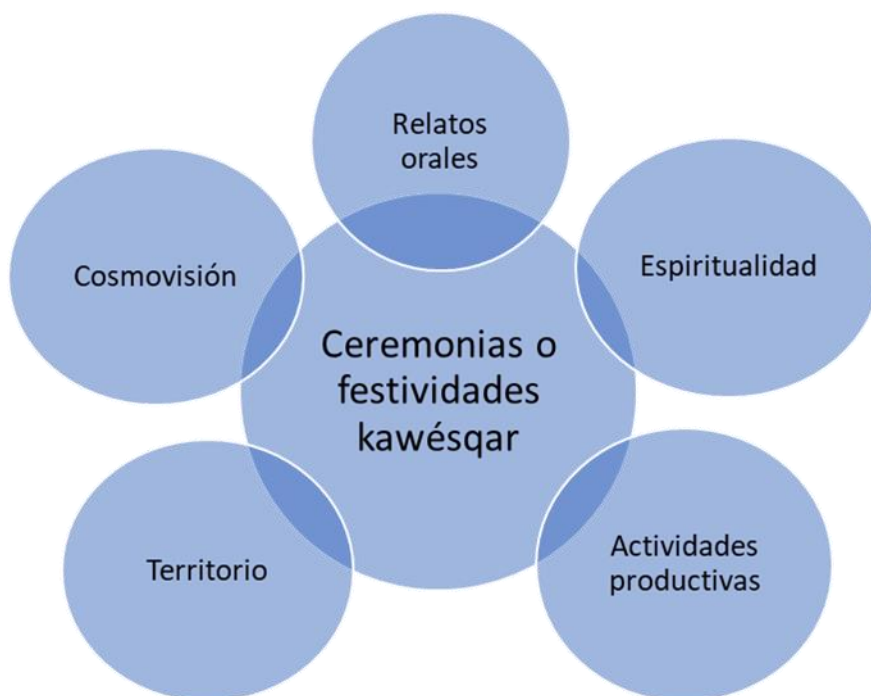 Relatos
orales
Cosmovisión
Espiritualidad
Ceremonias o
festividades
kawésqar
Territorio
Actividades
productivas